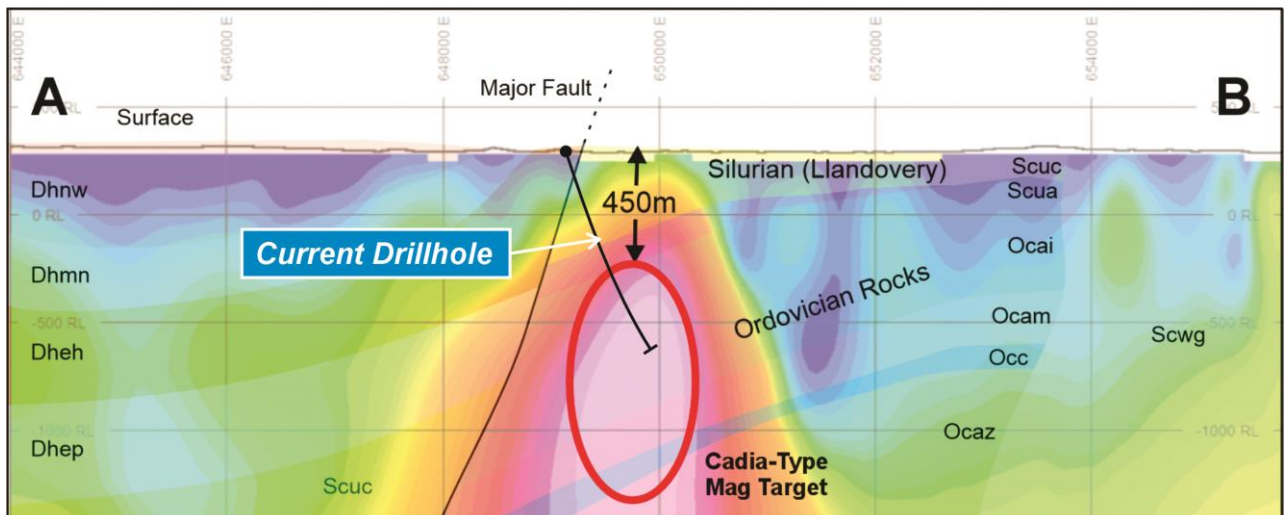 644000 E
646000 E
648000 E
650000 E
652000 E
654000 E
A
B
Major Fault
Surface
Silurian (Llandovery)
Scuc
Scua
Dhnw
0 RL
0 RL
450m
Current Drillhole
Ocai
Dhmn
Ordovician Rocks
Ocam
-500 RL
-500 RL
Scwg
Dheh
Occ
-1000 RL
-1000 RL
Ocaz
Dhep
Cadia-Type
Mag Target
Scuc